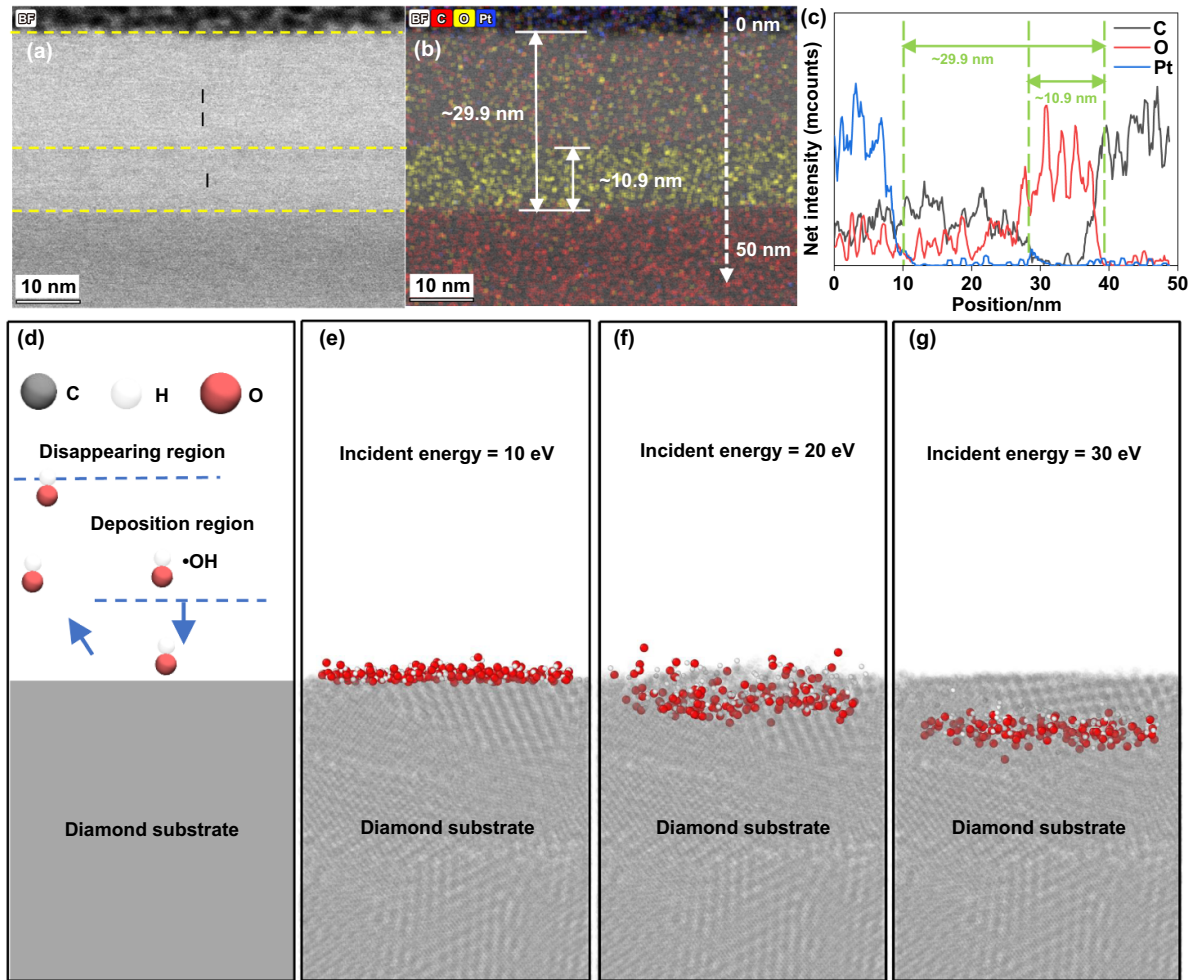 BF
(a)
10 nm
BF C O Pt
(b)
0 nm
~29.9 nm
~10.9 nm
50 nm
10 nm
(c)
C
O
Pt
~29.9 nm
~10.9 nm
Net intensity (mcounts)
0 10 20 30 40 50
Position/nm
(d)
C H O
Disappearing region
Deposition region
•OH
Diamond substrate
(e)
Incident energy = 10 eV
Diamond substrate
(f)
Incident energy = 20 eV
Diamond substrate
(g)
Incident energy = 30 eV
Diamond substrate